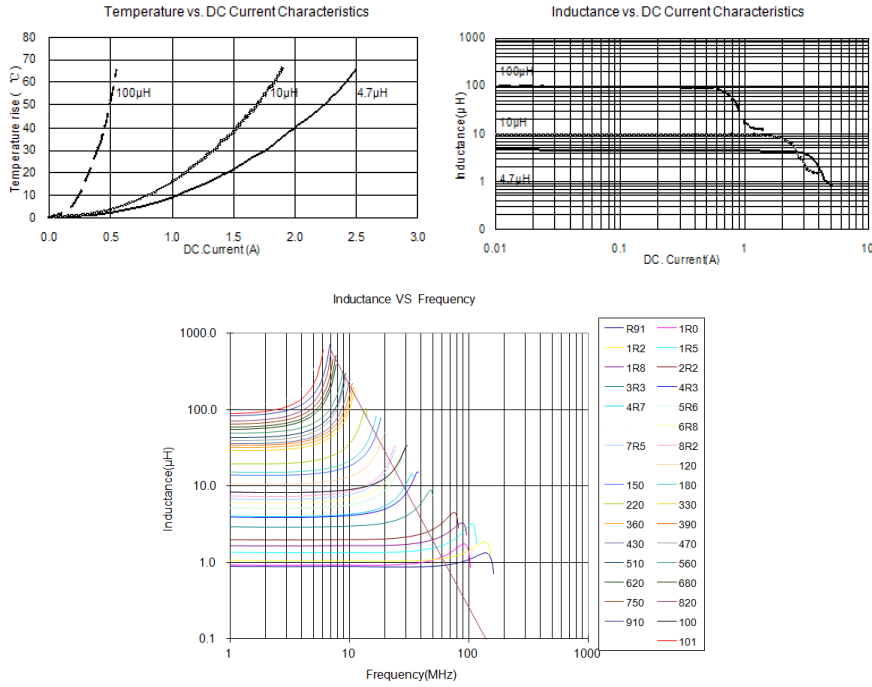 Temperature vs. DC Current Characteristics
Temperature rise ( ℃)
80
70
60
50
40
30
20
10
0
100µH
10µH
4.7µH
0.0 0.5 1.0 1.5 2.0 2.5 3.0
DC.Current (A)
Inductance vs. DC Current Characteristics
Inductance(µH)
1000
100
10
1
0
100µH
10µH
4.7µH
0.01 0.1 1 10
DC. Current(A)
Inductance VS Frequency
Inductance(µH)
1000.0
100.0
10.0
1.0
0.1
1 10 100 1000
Frequency(MHz)
R91 1R0
1R2 1R5
1R8 2R2
3R3 4R3
4R7 5R6
6R8
7R5 8R2
120
150 180
220 330
360 390
430 470
510 560
620 680
750 820
910 100
101